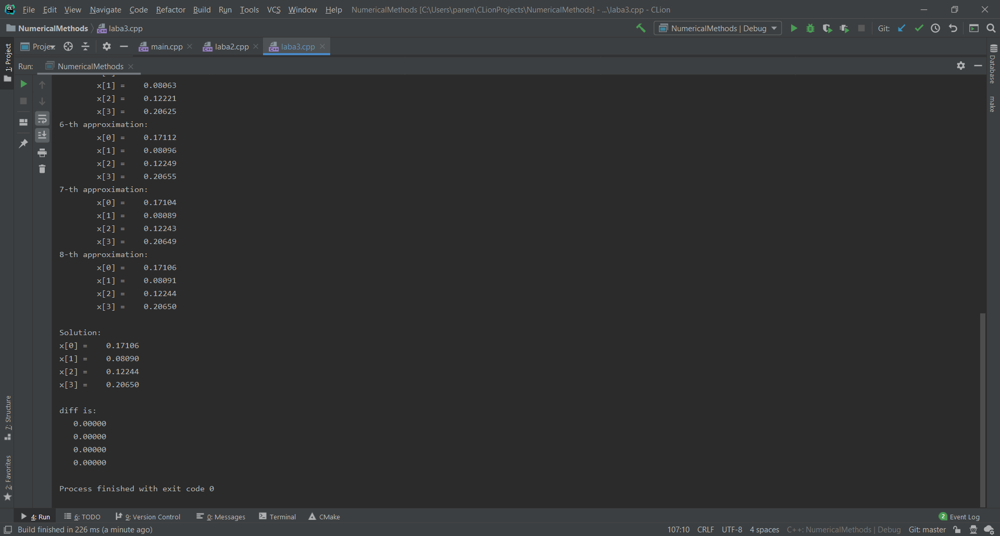 File Edit View Navigate Code Refactor Build Run Tools VCS Window Help NumericalMethods [C:\Users\panen\CLionProjects\NumericalMethods] - ...\laba3.cpp - CLion
NumericalMethods laba3.cpp NumericalMethods | Debug Git:
1: Project
Proje main.cpp laba2.cpp laba3.cpp
Database
make
Run: NumericalMethods
x[1] = 0.08063
x[2] = 0.12221
x[3] = 0.20625
6-th approximation:
x[0] = 0.17112
x[1] = 0.08096
x[2] = 0.12249
x[3] = 0.20655
7-th approximation:
x[0] = 0.17104
x[1] = 0.08089
x[2] = 0.12243
x[3] = 0.20649
8-th approximation:
x[0] = 0.17106
x[1] = 0.08091
x[2] = 0.12244
x[3] = 0.20650
Solution:
x[0] = 0.17106
x[1] = 0.08090
x[2] = 0.12244
x[3] = 0.20650
diff is:
0.00000
0.00000
0.00000
0.00000
Process finished with exit code 0
7: Structure
2: Favorites
4: Run 6: TODO 9: Version Control 0: Messages Terminal CMake 2 Event Log
Build finished in 226 ms (a minute ago) 107:10 CRLF UTF-8 4 spaces C++: NumericalMethods | Debug Git: master